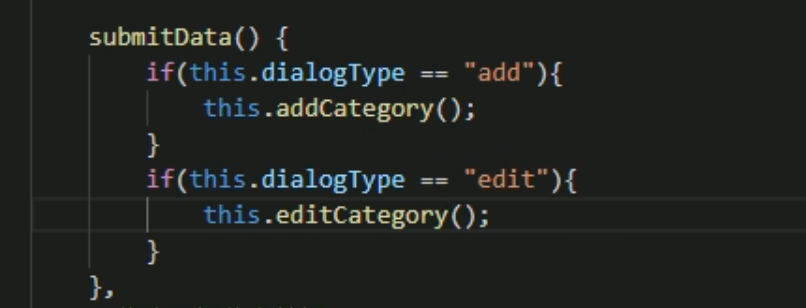 submitData() {
if(this.dialogType == "add"){
this.addCategory();
}
if(this.dialogType == "edit"){
this.editCategory();
}
},